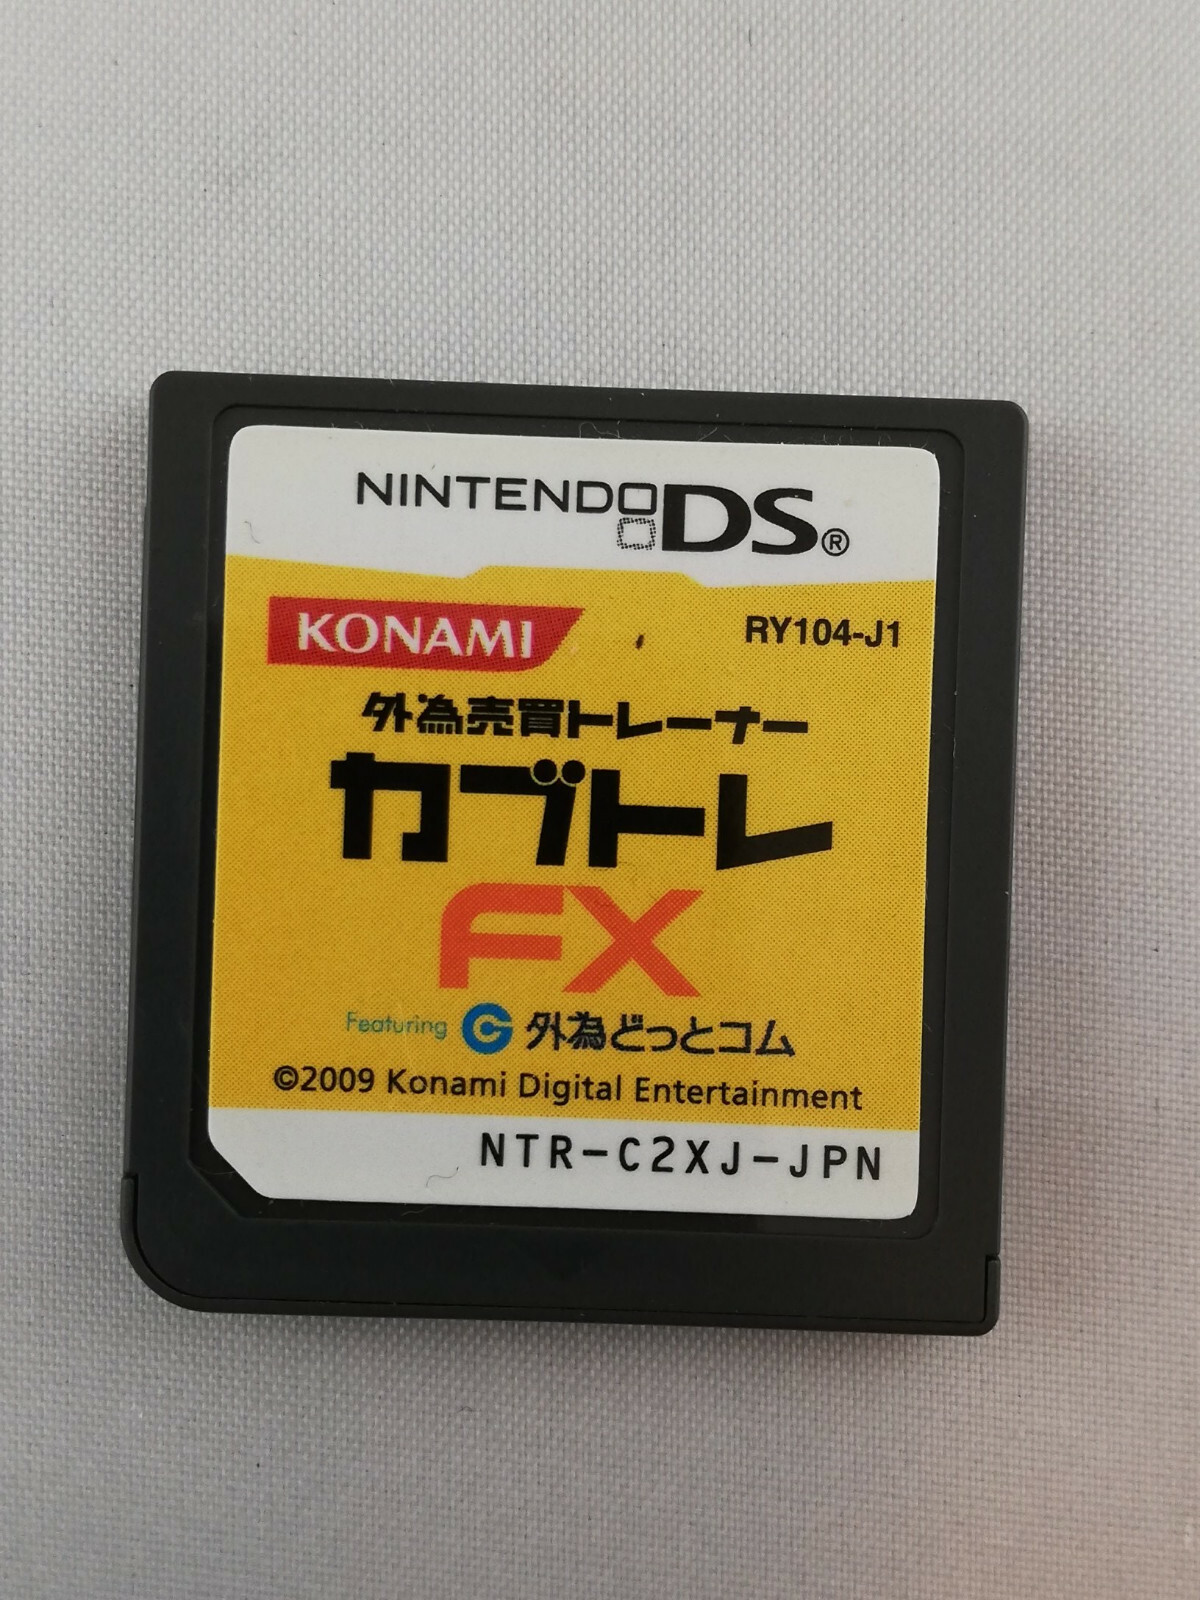 NINTENDO DS®
KONAMI
RY104-J1
外為売買トレーナー
カブトレ
FX
Featuring 外為どっとコム
©2009 Konami Digital Entertainment
NTR-C2XJ-JPN